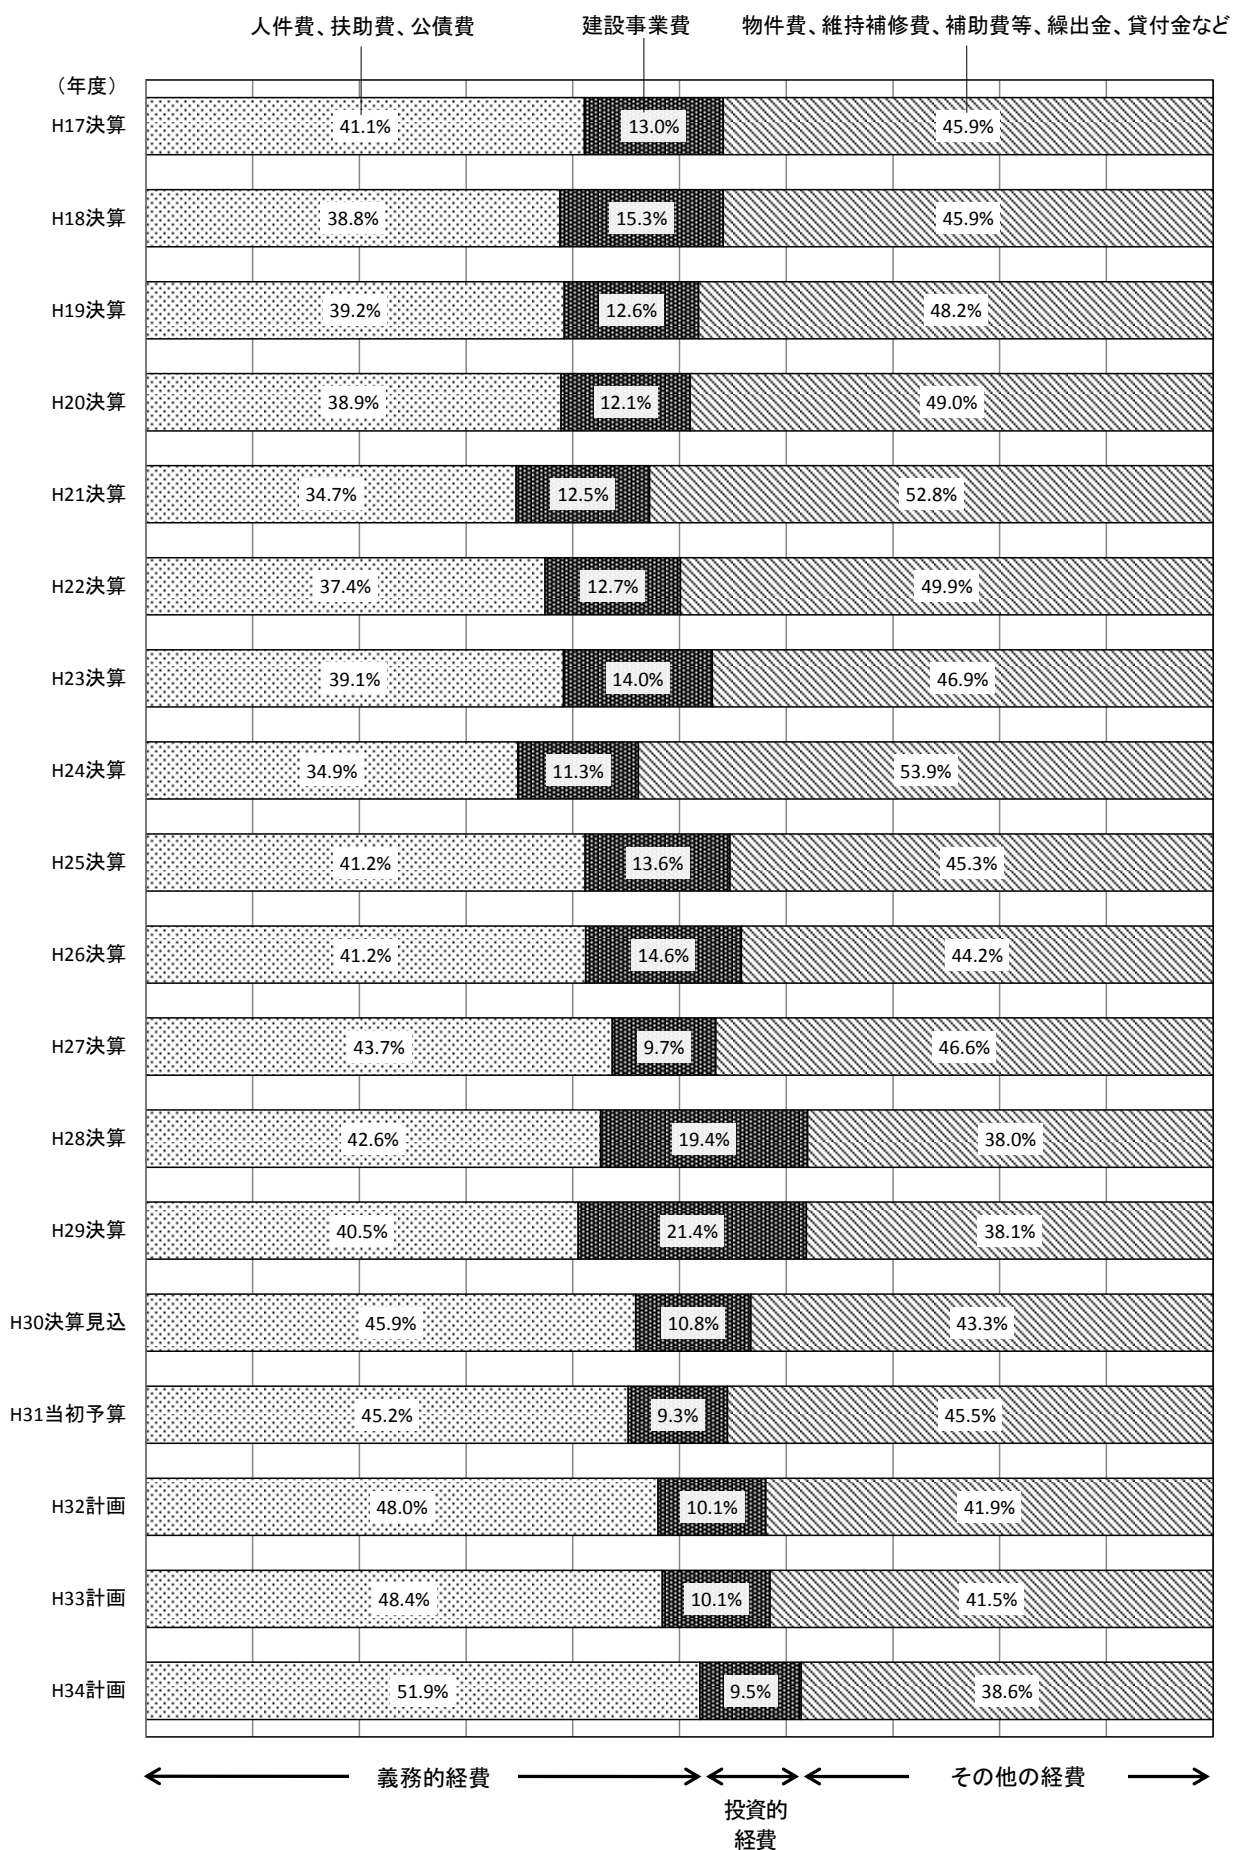 人件費、扶助費、公債費 建設事業費 物件費、維持補修費、補助費等、繰出金、貸付金など
（年度）
H17決算 41.1% 13.0% 45.9%
H18決算 38.8% 15.3% 45.9%
H19決算 39.2% 12.6% 48.2%
H20決算 38.9% 12.1% 49.0%
H21決算 34.7% 12.5% 52.8%
H22決算 37.4% 12.7% 49.9%
H23決算 39.1% 14.0% 46.9%
H24決算 34.9% 11.3% 53.9%
H25決算 41.2% 13.6% 45.3%
H26決算 41.2% 14.6% 44.2%
H27決算 43.7% 9.7% 46.6%
H28決算 42.6% 19.4% 38.0%
H29決算 40.5% 21.4% 38.1%
H30決算見込 45.9% 10.8% 43.3%
H31当初予算 45.2% 9.3% 45.5%
H32計画 48.0% 10.1% 41.9%
H33計画 48.4% 10.1% 41.5%
H34計画 51.9% 9.5% 38.6%
義務的経費 その他の経費
投資的
経費